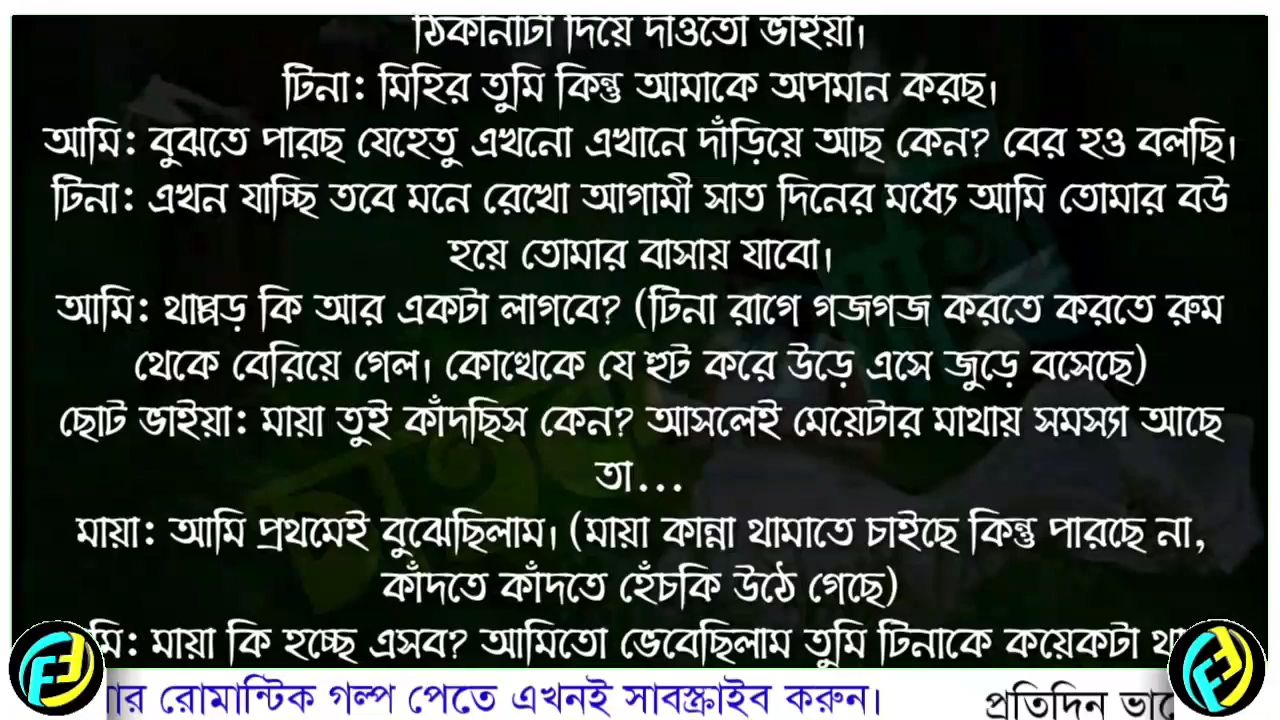 ঠিকানাটা দিয়ে দাওতো ভাইয়া।
টিনা: মিহির তুমি কিন্তু আমাকে অপমান করছ।
আমি: বুঝতে পারছ যেহেতু এখনো এখানে দাঁড়িয়ে আছ কেন? বের হও বলছি।
টিনা: এখন যাচ্ছি তবে মনে রেখো আগামী সাত দিনের মধ্যে আমি তোমার বউ
হয়ে তোমার বাসায় যাবো।
আমি: থাপ্পড় কি আর একটা লাগবে? (টিনা রাগে গজগজ করতে করতে রুম
থেকে বেরিয়ে গেল। কোত্থেকে যে হুট করে উড়ে এসে জুড়ে বসেছে)
ছোট ভাইয়া: মায়া তুই কাঁদছিস কেন? আসলেই মেয়েটার মাথায় সমস্যা আছে
তা...
মায়া: আমি প্রথমেই বুঝেছিলাম। (মায়া কান্না থামাতে চাইছে কিন্তু পারছে না,
কাঁদতে কাঁদতে হেঁচকি উঠে গেছে)
মি: মায়া কি হচ্ছে এসব? আমিতো ভেবেছিলাম তুমি টিনাকে কয়েকটা
রোমান্টিক গল্প পেতে এখনই সাবস্ক্রাইব করুন। প্রতিদিন